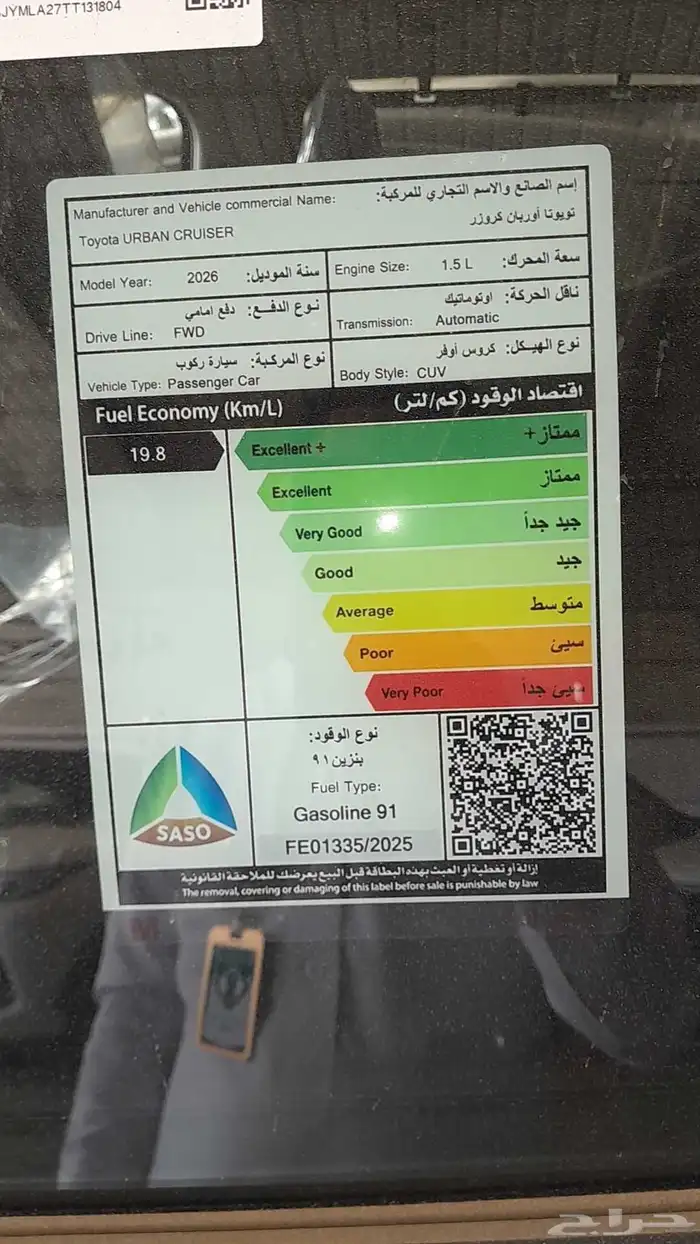 JYMLA27TT131804
إسم الصانع والاسم التجاري للمركبة:
Manufacturer and Vehicle commercial Name:
تويوتا أوربان كروزر
Toyota URBAN CRUISER
Model Year: 2026 سنة الموديل:
Engine Size: 1.5 L سعة المحرك:
نوع الدفع: دفع امامي
Drive Line: FWD
ناقل الحركة: اوتوماتيك
Transmission: Automatic
نوع المركبة: سيارة ركوب
Vehicle Type: Passenger Car
نوع الهيكل: كروس أوفر
Body Style: CUV
Fuel Economy (Km/L) اقتصاد الوقود (كم/لتر)
19.8
Excellent + ممتاز+
Excellent ممتاز
Very Good جيد جداً
Good جيد
Average متوسط
Poor سيئ
Very Poor سيئ جداً
نوع الوقود:
بنزين ٩١
Fuel Type:
Gasoline 91
FE01335/2025
SASO
إزالة أو تغطية أو العبث بهذه البطاقة قبل البيع يعرضك للملاحقة القانونية
The removal, covering or damaging of this label before sale is punishable by law
حراج